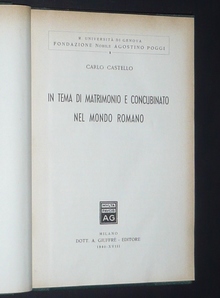 R. UNIVERSITÀ DI GENOVA
FONDAZIONE NOBILE AGOSTINO POGGI
CARLO CASTELLO
IN TEMA DI MATRIMONIO E CONCUBINATO
NEL MONDO ROMANO
AG
MILANO
DOTT. A. GIUFFRÈ - EDITORE